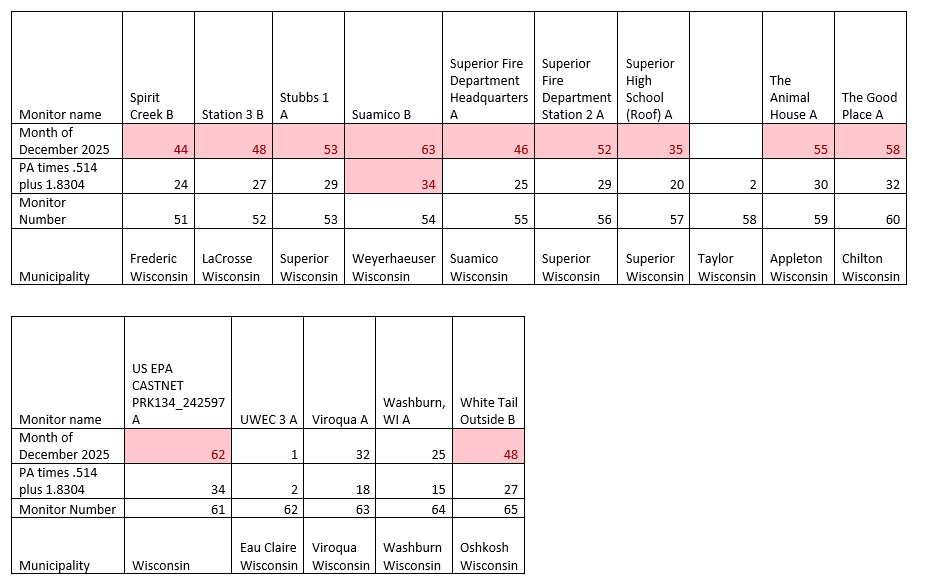 Monitor name Spirit Creek B Station 3 B Stubbs 1 A Suamico B Superior Fire Department Headquarters A Superior Fire Department Station 2 A Superior High School (Roof) A The Animal House A The Good Place A
Month of December 2025 44 48 53 63 46 52 35 55 58
PA times .514 plus 1.8304 24 27 29 34 25 29 20 2 30 32
Monitor Number 51 52 53 54 55 56 57 58 59 60
Municipality Frederic Wisconsin LaCrosse Wisconsin Superior Wisconsin Weyerhaeuser Wisconsin Suamico Wisconsin Superior Wisconsin Superior Wisconsin Taylor Wisconsin Appleton Wisconsin Chilton Wisconsin
Monitor name US EPA CASTNET PRK134_242597 A UWEC 3 A Viroqua A Washburn, WI A White Tail Outside B
Month of December 2025 62 1 32 25 48
PA times .514 plus 1.8304 34 2 18 15 27
Monitor Number 61 62 63 64 65
Municipality Wisconsin Eau Claire Wisconsin Viroqua Wisconsin Washburn Wisconsin Oshkosh Wisconsin